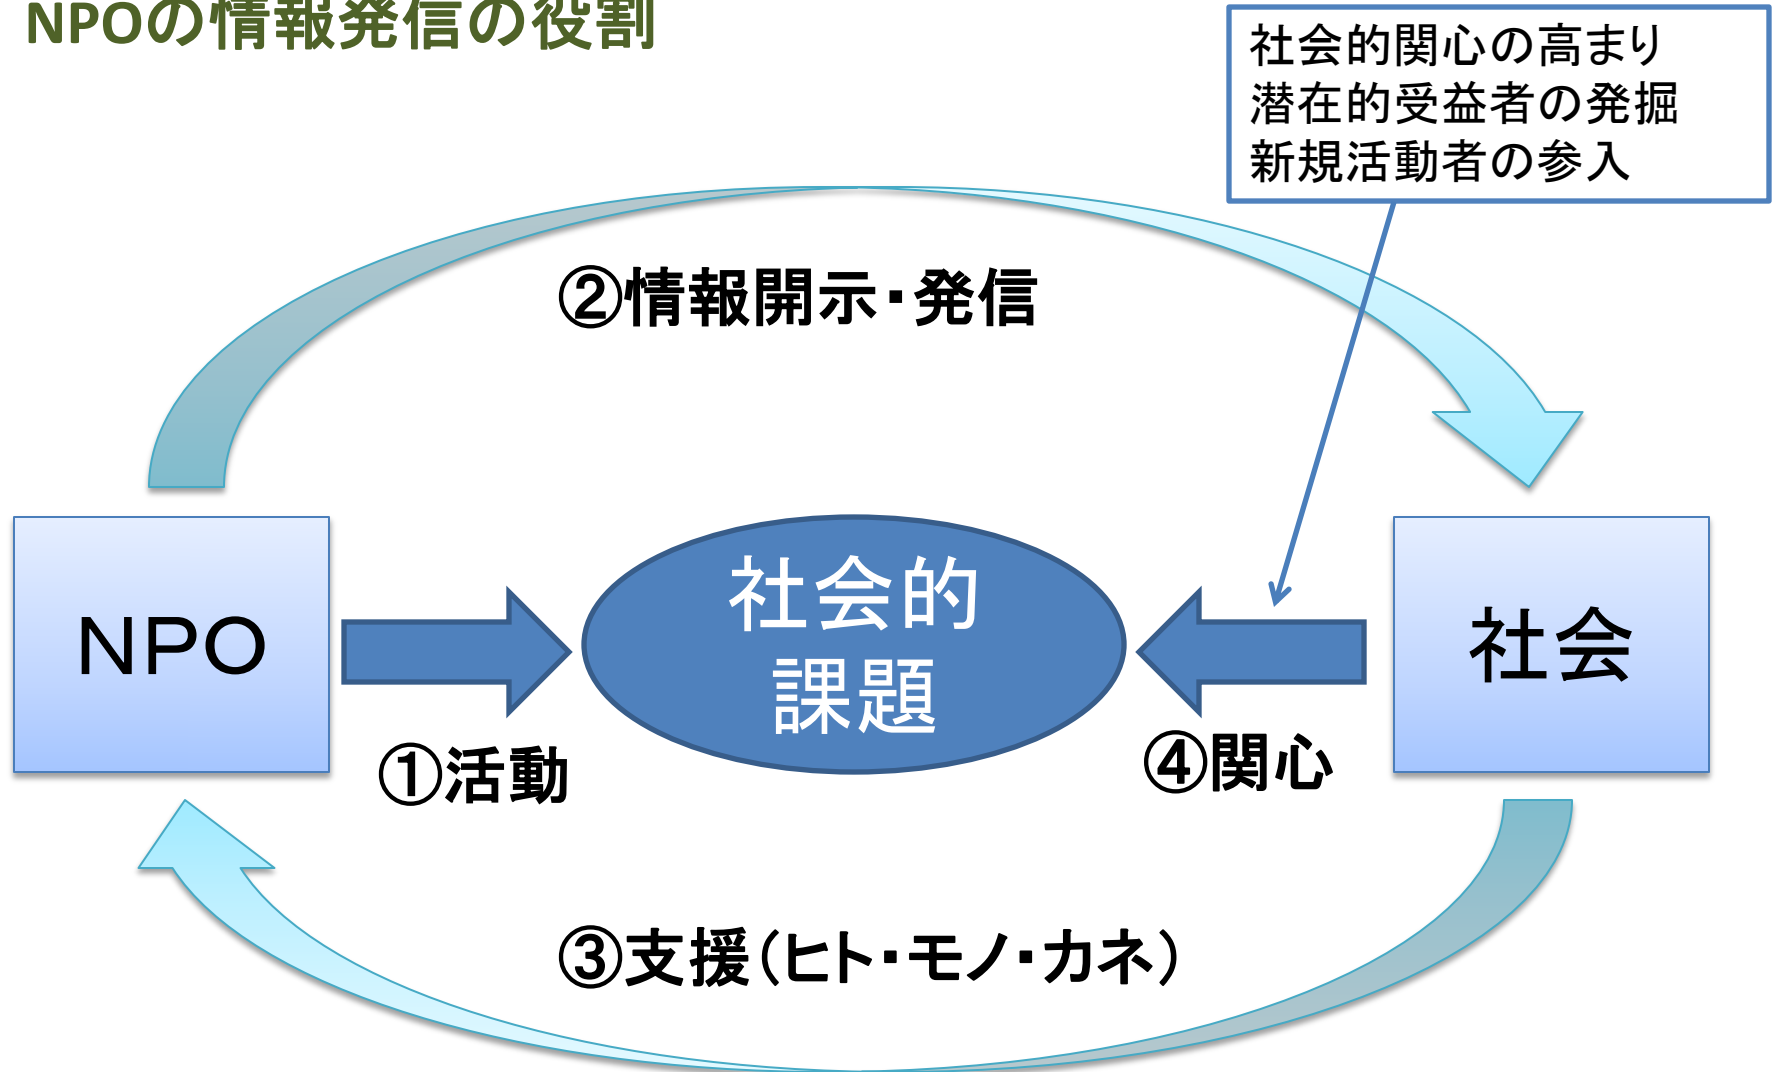 NPOの情報発信の役割
社会的関心の高まり
潜在的受益者の発掘
新規活動者の参入
②情報開示・発信
NPO
社会的
課題
社会
①活動
④関心
③支援(ヒト・モノ・カネ)